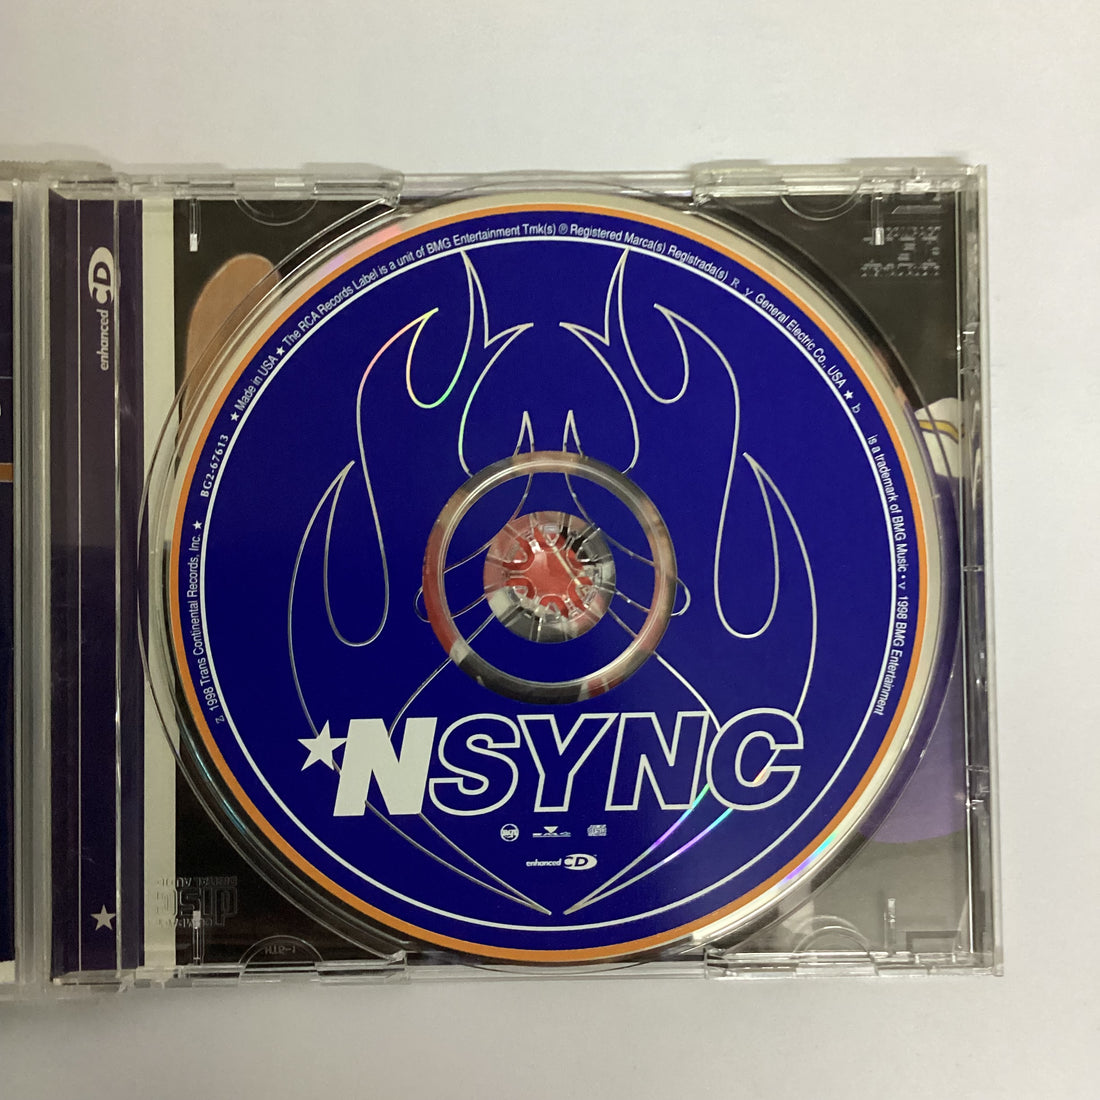 enhanced CD
★ Made in USA ★ The RCA Records Label is a unit of BMG Entertainment Tmk(s) ® Registered Marca(s) Registrada(s) R Y General Electric Co., USA ★ b is a trademark of BMG Music • v 1998 BMG Entertainment
z 1998 Trans Continental Records, Inc. ★ BG2-67613
★NSYNC
enhanced CD
disc